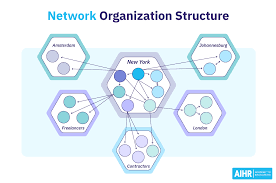 Network Organization Structure
Amsterdam
New York
Johannesburg
Freelancers
London
Contractors
AIHR